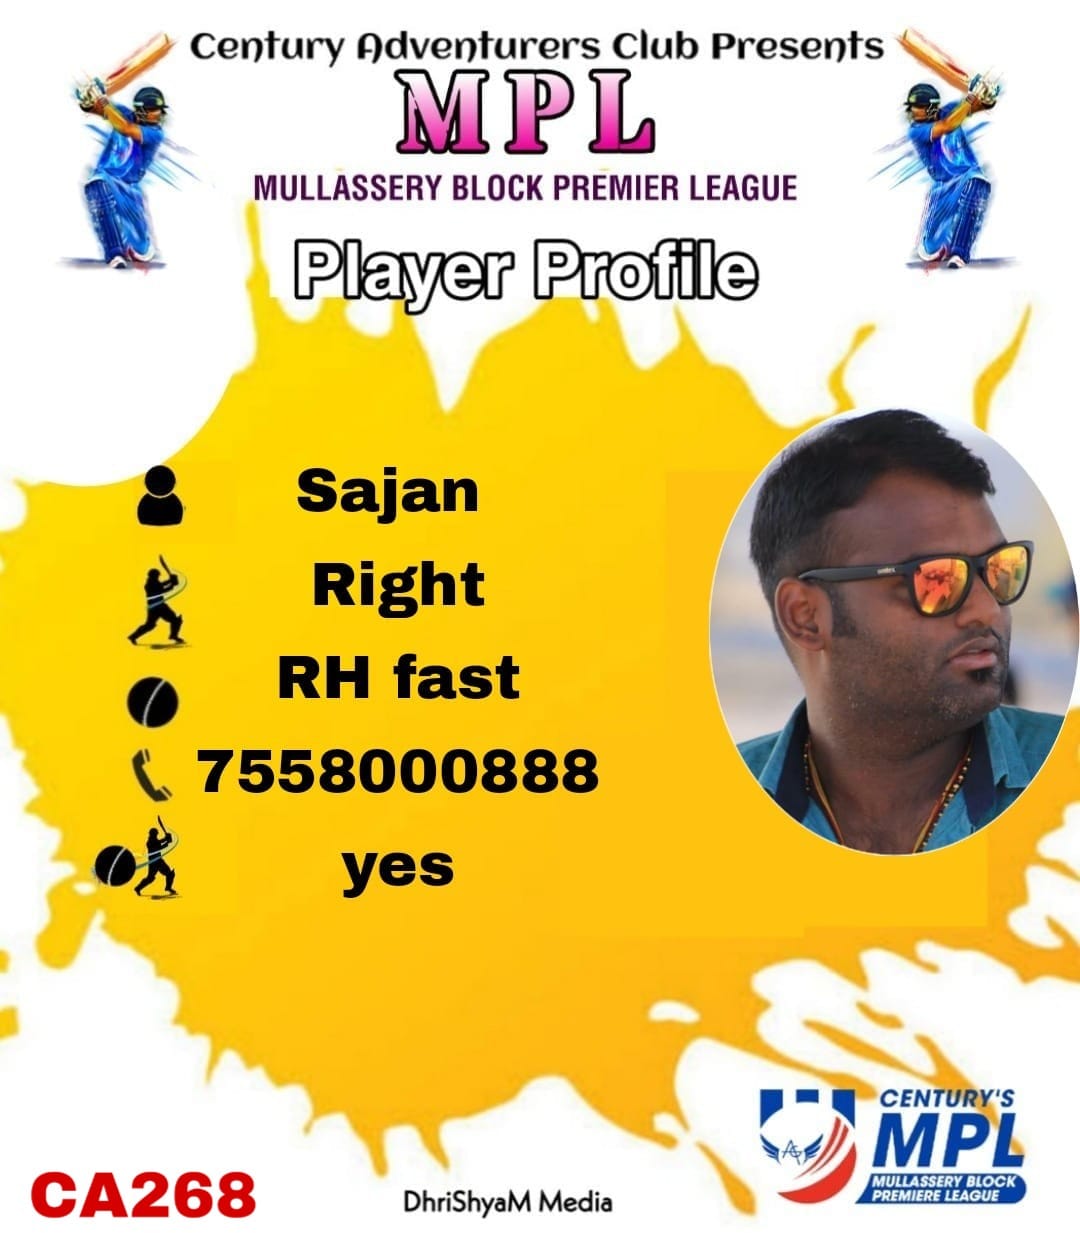 Century Adventurers Club Presents
MPL
MULLASSERY BLOCK PREMIER LEAGUE
Player Profile
Sajan
Right
RH fast
7558000888
yes
CENTURY'S
MPL
MULLASSERY BLOCK
PREMIERE LEAGUE
CA268
DhriShyaM Media